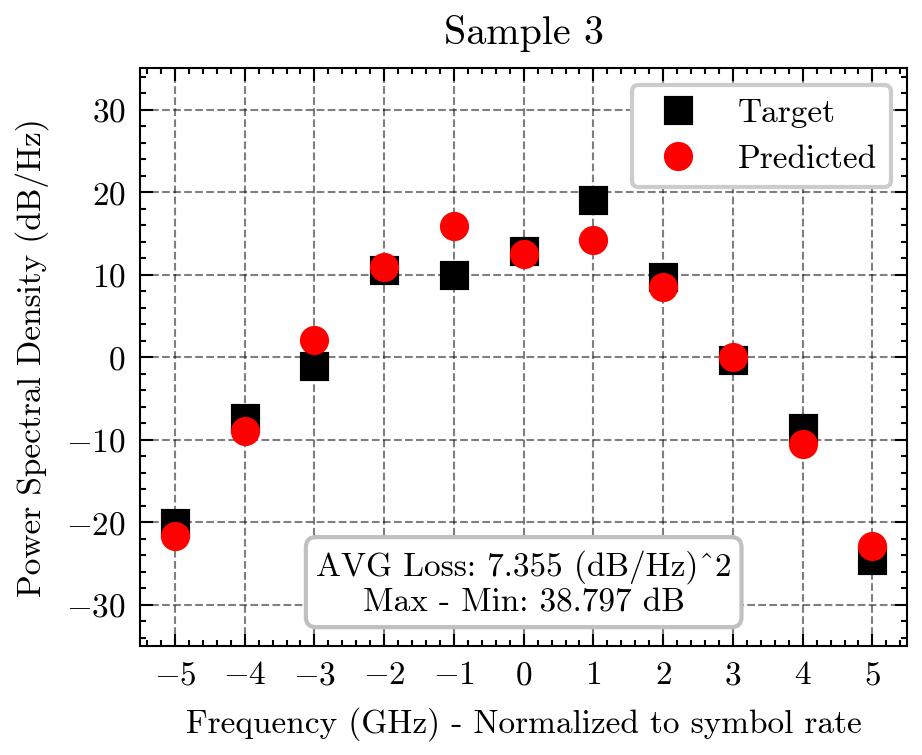 Sample 3
Power Spectral Density (dB/Hz)
30
20
10
0
−10
−20
−30
Target
Predicted
AVG Loss: 7.355 (dB/Hz)^2
Max - Min: 38.797 dB
−5 −4 −3 −2 −1 0 1 2 3 4 5
Frequency (GHz) - Normalized to symbol rate